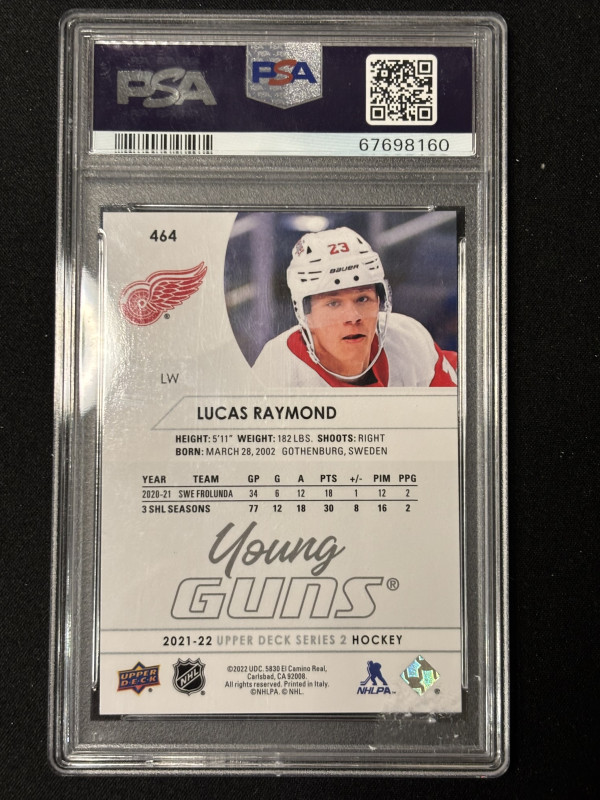 PSA
PSA
67698160
464
23
BAUER
23
LW
LUCAS RAYMOND
HEIGHT: 5'11" WEIGHT: 182 LBS. SHOOTS: RIGHT
BORN: MARCH 28, 2002 GOTHENBURG, SWEDEN
YEAR TEAM GP G A PTS +/- PIM PPG
2020-21 SWE FROLUNDA 34 6 12 18 1 12 2
3 SHL SEASONS 77 12 18 30 8 16 2
Young
GUNS®
2021-22 UPPER DECK SERIES 2 HOCKEY
UPPER DECK
NHL
©2022 UDC. 5830 El Camino Real,
Carlsbad, CA 92008.
All rights reserved. Printed in Italy.
©NHLPA. © NHL.
NHLPA